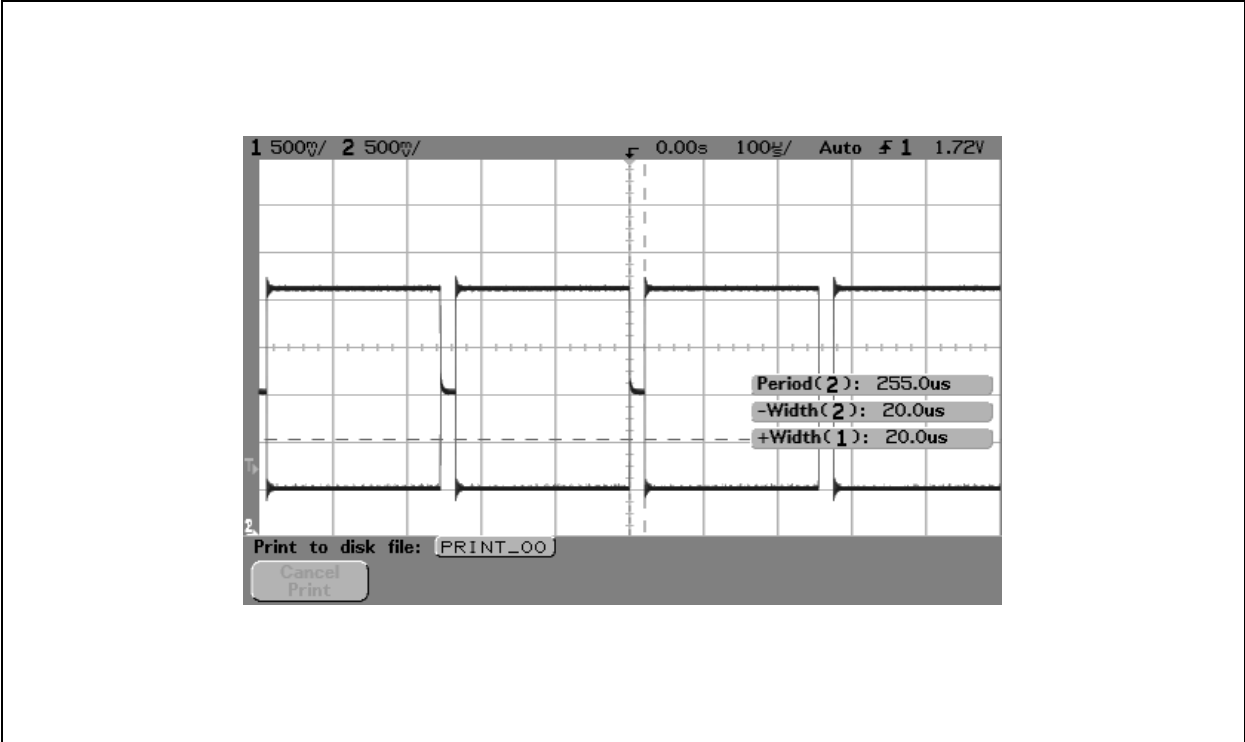 1 500mV/ 2 500mV/ 0.00s 100us/ Auto 1 1.72V
Period(2): 255.0us
-Width(2): 20.0us
+Width(1): 20.0us
T
2
Print to disk file: PRINT_00
Cancel
Print